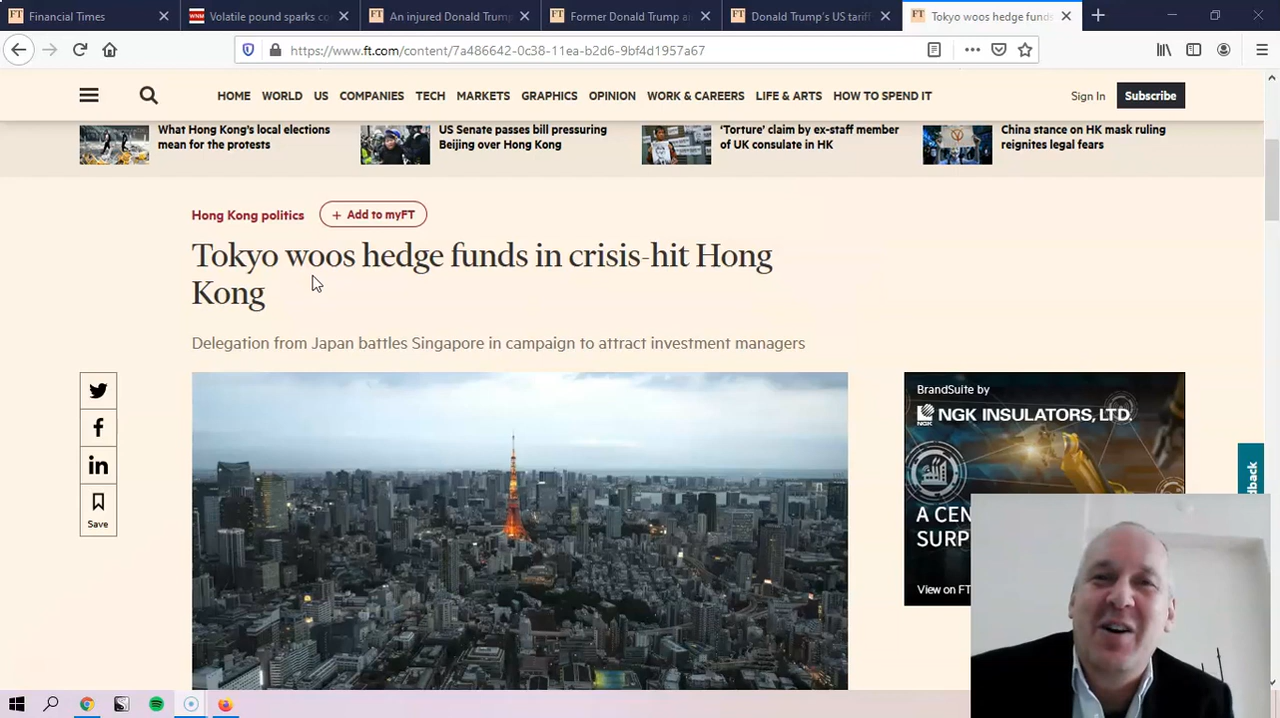 Financial Times
Volatile pound sparks co
An injured Donald Trump
Former Donald Trump ai
Donald Trump's US tariff
Tokyo woos hedge funds
https://www.ft.com/content/7a486642-0c38-11ea-b2d6-9bf4d1957a67
HOME WORLD US COMPANIES TECH MARKETS GRAPHICS OPINION WORK & CAREERS LIFE & ARTS HOW TO SPEND IT
Sign In
Subscribe
What Hong Kong's local elections
mean for the protests
US Senate passes bill pressuring
Beijing over Hong Kong
'Torture' claim by ex-staff member
of UK consulate in HK
China stance on HK mask ruling
reignites legal fears
Hong Kong politics
+ Add to myFT
Tokyo woos hedge funds in crisis-hit Hong
Kong
Delegation from Japan battles Singapore in campaign to attract investment managers
Save
BrandSuite by
NGK INSULATORS, LTD.
A CEN
SURP
View on FT
dback